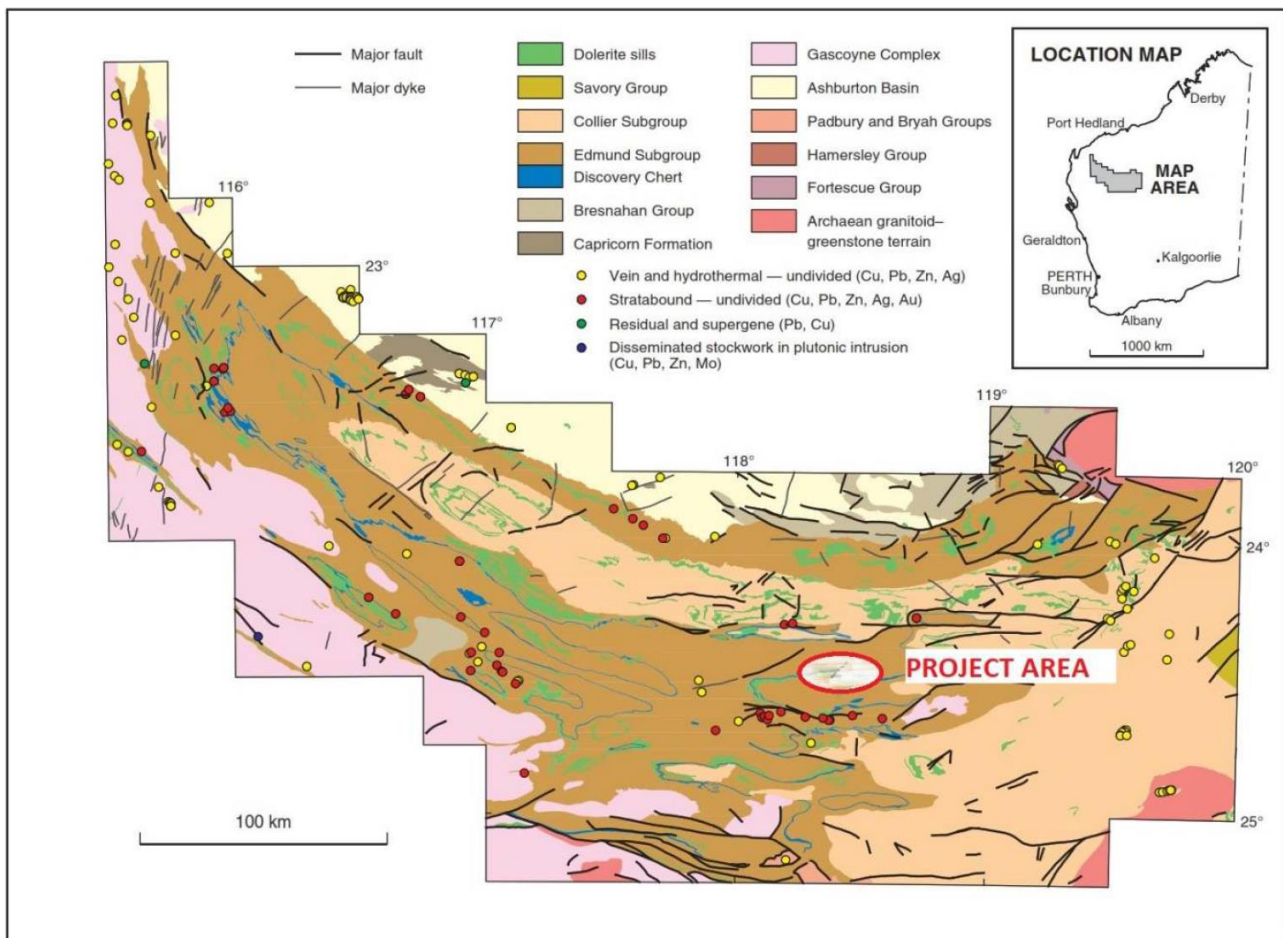 Major fault
Major dyke
Dolerite sills
Savory Group
Collier Subgroup
Edmund Subgroup
Discovery Chert
Bresnahan Group
Capricorn Formation
Gascoyne Complex
Ashburton Basin
Padbury and Bryah Groups
Hamersley Group
Fortescue Group
Archaean granitoid–
greenstone terrain
Vein and hydrothermal — undivided (Cu, Pb, Zn, Ag)
Stratabound — undivided (Cu, Pb, Zn, Ag, Au)
Residual and supergene (Pb, Cu)
Disseminated stockwork in plutonic intrusion
(Cu, Pb, Zn, Mo)
LOCATION MAP
Derby
Port Hedland
MAP
AREA
Geraldton
Kalgoorlie
PERTH
Bunbury
Albany
1000 km
116°
23°
117°
119°
118°
120°
24°
PROJECT AREA
100 km
25°